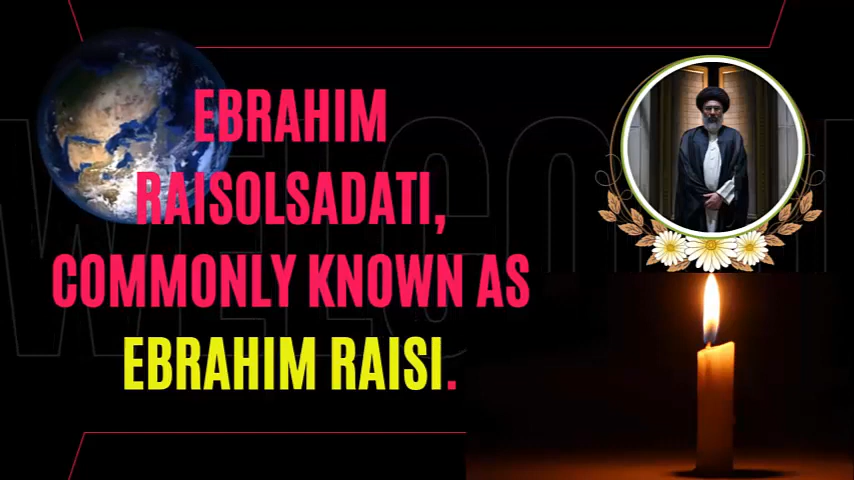 EBRAHIM
RAISOLSADATI,
COMMONLY KNOWN AS
EBRAHIM RAISI.